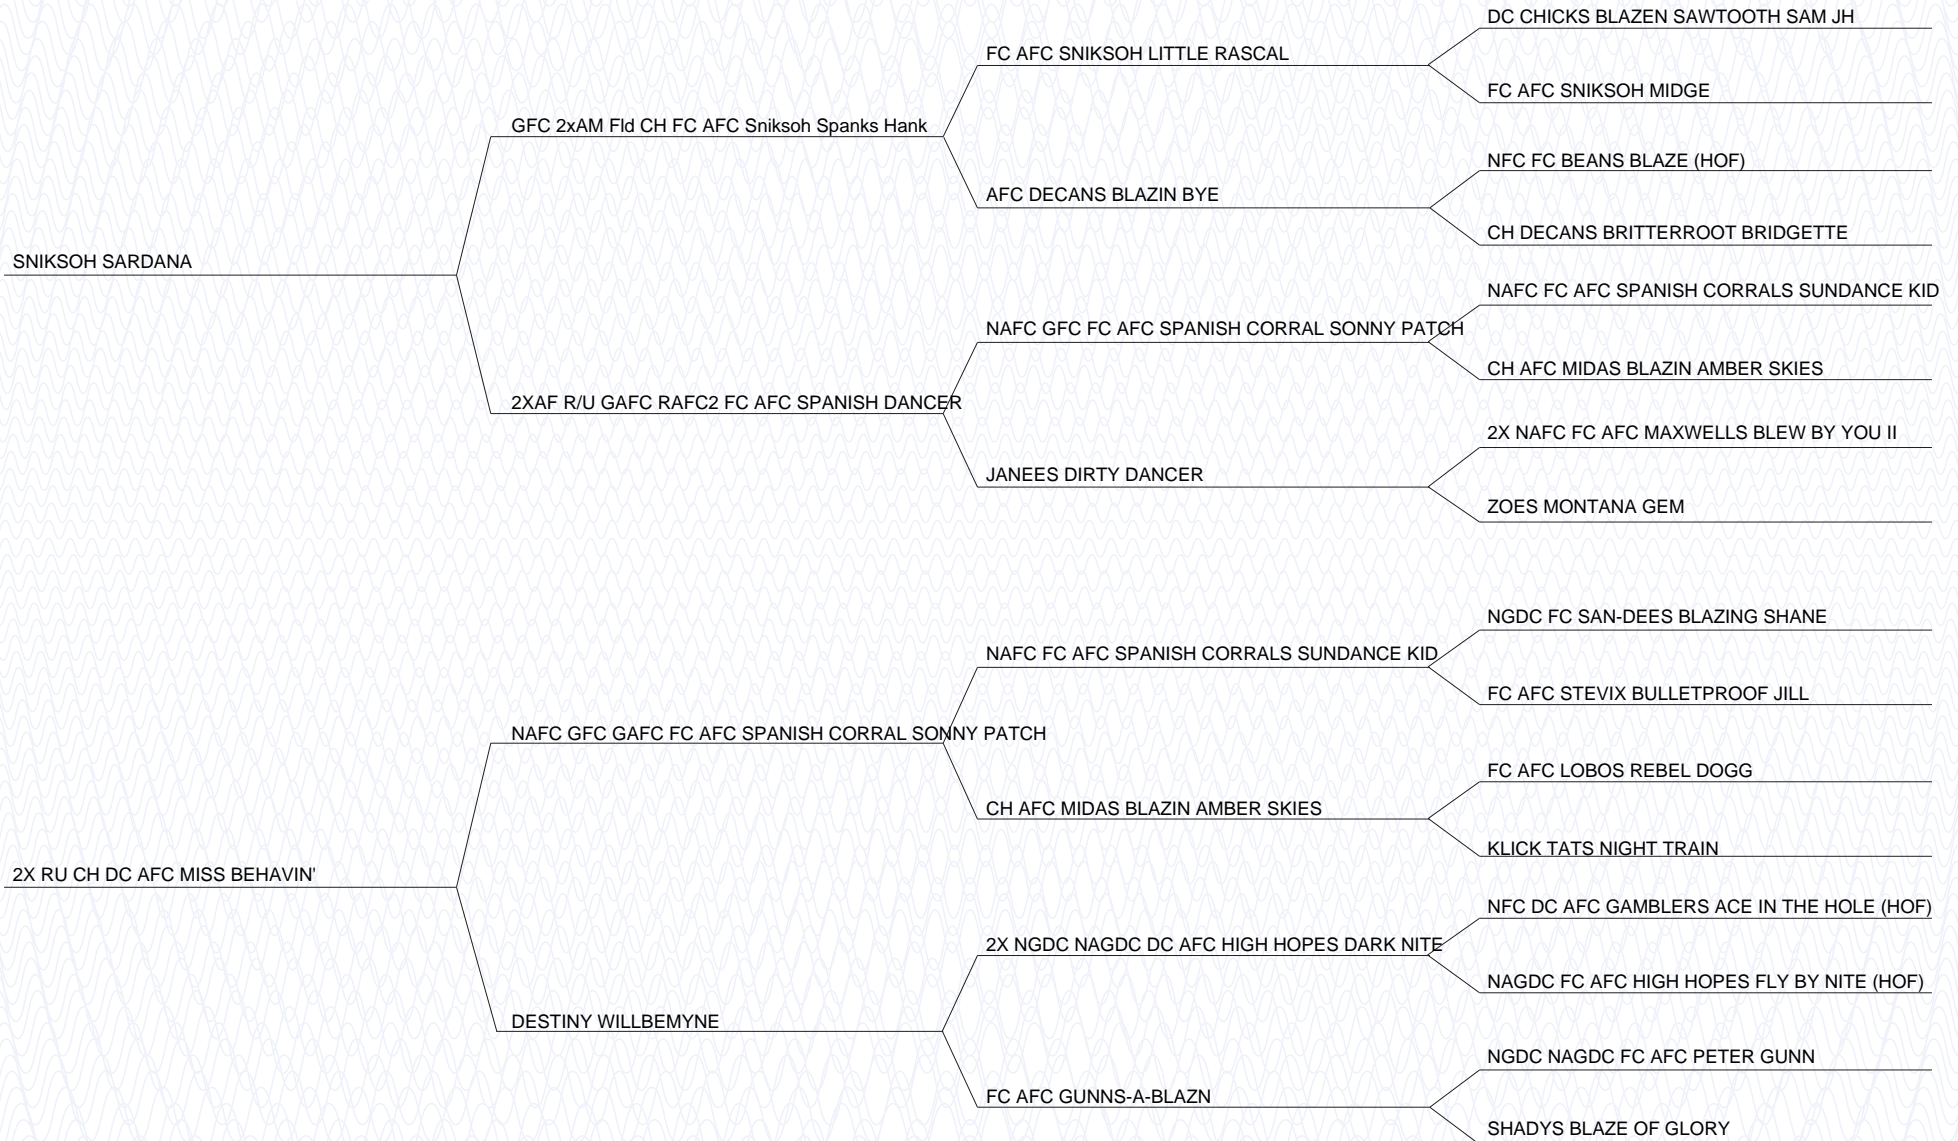 DC CHICKS BLAZEN SAWTOOTH SAM JH
FC AFC SNIKSOH LITTLE RASCAL
FC AFC SNIKSOH MIDGE
GFC 2xAM Fld CH FC AFC Sniksoh Spanks Hank
NFC FC BEANS BLAZE (HOF)
AFC DECANS BLAZIN BYE
CH DECANS BRITTERROOT BRIDGETTE
SNIKSOH SARDANA
NAFC FC AFC SPANISH CORRALS SUNDANCE KID
NAFC GFC FC AFC SPANISH CORRAL SONNY PATCH
CH AFC MIDAS BLAZIN AMBER SKIES
2XAF R/U GAFC RAFC2 FC AFC SPANISH DANCER
2X NAFC FC AFC MAXWELLS BLEW BY YOU II
JANEES DIRTY DANCER
ZOES MONTANA GEM
NGDC FC SAN-DEES BLAZING SHANE
NAFC FC AFC SPANISH CORRALS SUNDANCE KID
FC AFC STEVIX BULLETPROOF JILL
NAFC GFC GAFC FC AFC SPANISH CORRAL SONNY PATCH
FC AFC LOBOS REBEL DOGG
CH AFC MIDAS BLAZIN AMBER SKIES
KLICK TATS NIGHT TRAIN
2X RU CH DC AFC MISS BEHAVIN'
NFC DC AFC GAMBLERS ACE IN THE HOLE (HOF)
2X NGDC NAGDC DC AFC HIGH HOPES DARK NITE
NAGDC FC AFC HIGH HOPES FLY BY NITE (HOF)
DESTINY WILLBEMYNE
NGDC NAGDC FC AFC PETER GUNN
FC AFC GUNNS-A-BLAZN
SHADYS BLAZE OF GLORY